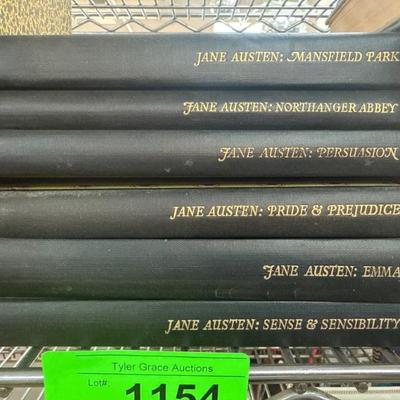 JANE AUSTEN: MANSFIELD PARK
JANE AUSTEN: NORTHANGER ABBEY
JANE AUSTEN: PERSUASION
JANE AUSTEN: PRIDE & PREJUDICE
JANE AUSTEN: EMMA
JANE AUSTEN: SENSE & SENSIBILITY
Tyler Grace Auctions
Lot#:
1154